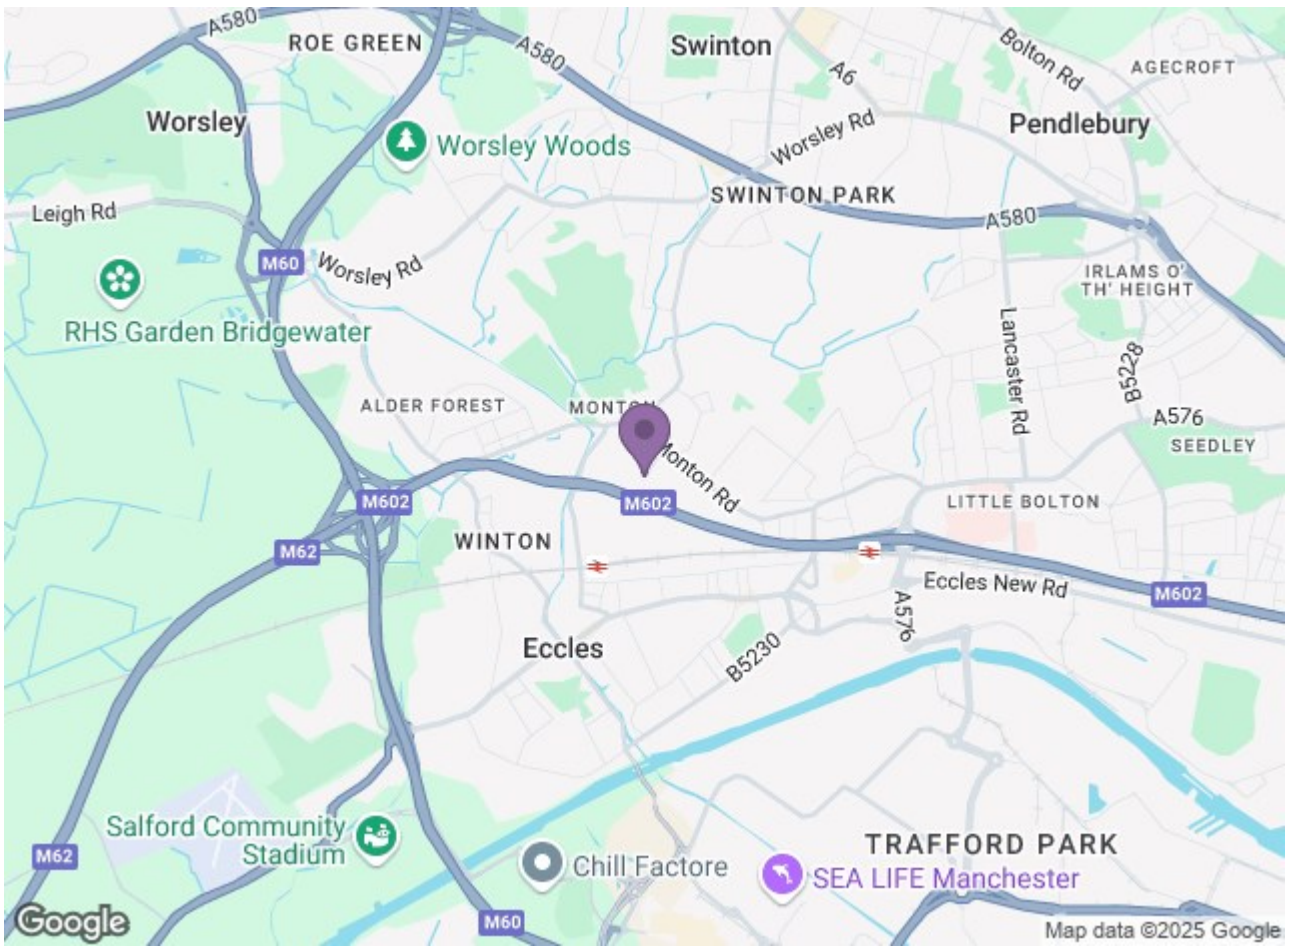 A580
ROE GREEN
A580
Swinton
A6
Bolton Rd
AGECROFT
Worsley
Worsley Woods
Worsley Rd
Pendlebury
Leigh Rd
SWINTON PARK
A580
M60
Worsley Rd
IRLAMS O'
TH' HEIGHT
RHS Garden Bridgewater
Lancaster Rd
B5228
ALDER FOREST
MONTON
A576
SEEDLEY
Monton Rd
M602
M602
LITTLE BOLTON
WINTON
M62
Eccles New Rd
M602
A576
Eccles
B5230
Salford Community
Stadium
TRAFFORD PARK
M62
Chill Factore
SEA LIFE Manchester
M60
Google
Map data ©2025 Google